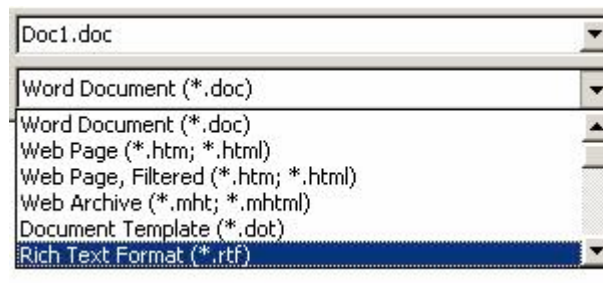 Doc1.doc
Word Document (*.doc)
Word Document (*.doc)
Web Page (*.htm; *.html)
Web Page, Filtered (*.htm; *.html)
Web Archive (*.mht; *.mhtml)
Document Template (*.dot)
Rich Text Format (*.rtf)